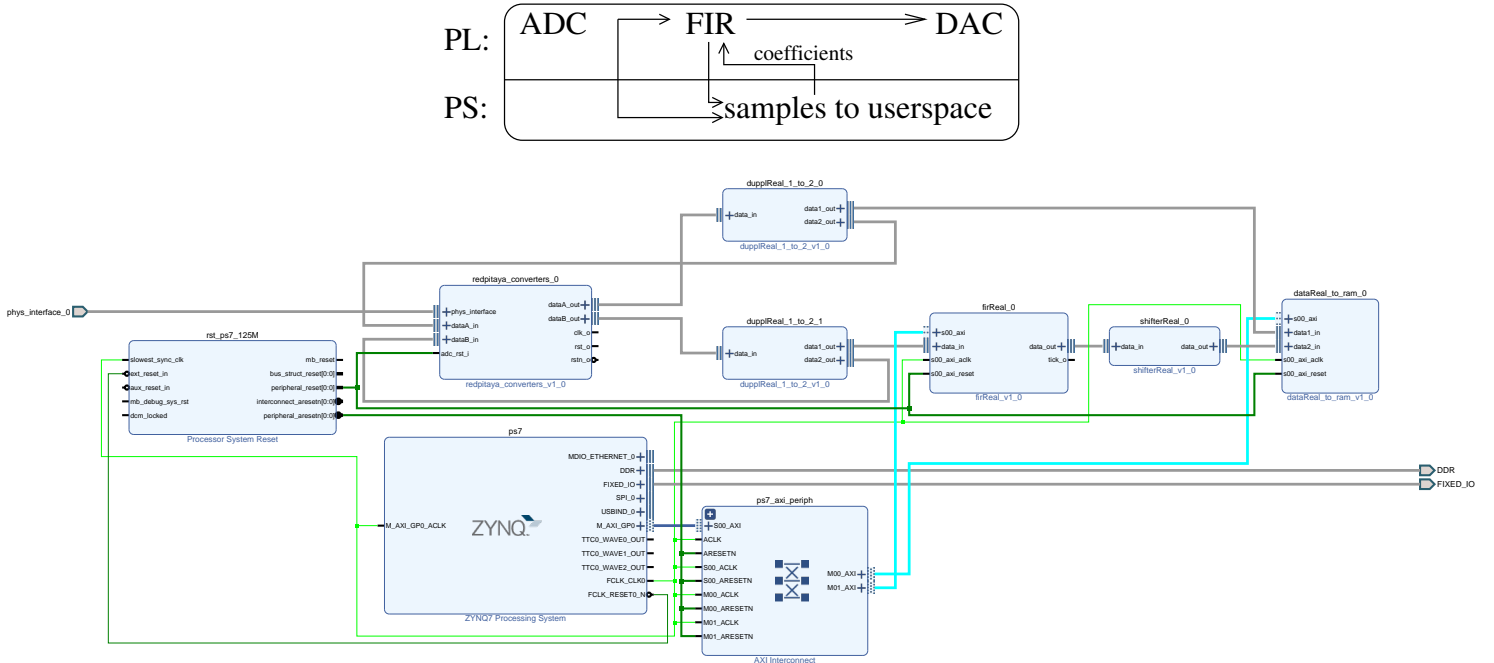 PL: ADC FIR DAC
coefficients
PS: samples to userspace
dupplReal_1_to_2_0
data_in
data1_out
data2_out
dupplReal_1_to_2_v1_0
redpitaya_converters_0
phys_interface
dataA_in
dataB_in
adc_rst_i
dataA_out
dataB_out
clk_o
rst_o
rstn_o
redpitaya_converters_v1_0
phys_interface_0
rst_ps7_125M
slowest_sync_clk
ext_reset_in
aux_reset_in
mb_debug_sys_rst
dcm_locked
mb_reset
bus_struct_reset[0:0]
peripheral_reset[0:0]
interconnect_aresetn[0:0]
peripheral_aresetn[0:0]
Processor System Reset
dupplReal_1_to_2_1
data_in
data1_out
data2_out
dupplReal_1_to_2_v1_0
firReal_0
s00_axi
data_in
s00_axi_aclk
s00_axi_reset
data_out
tick_o
firReal_v1_0
shifterReal_0
data_in
data_out
shifterReal_v1_0
dataReal_to_ram_0
s00_axi
data1_in
data2_in
s00_axi_aclk
s00_axi_reset
dataReal_to_ram_v1_0
ps7
M_AXI_GP0_ACLK
ZYNQ
MDIO_ETHERNET_0
DDR
FIXED_IO
SPI_0
USBIND_0
M_AXI_GP0
TTC0_WAVE0_OUT
TTC0_WAVE1_OUT
TTC0_WAVE2_OUT
FCLK_CLK0
FCLK_RESET0_N
ZYNQ7 Processing System
ps7_axi_periph
S00_AXI
ACLK
ARESETN
S00_ACLK
S00_ARESETN
M00_ACLK
M00_ARESETN
M01_ACLK
M01_ARESETN
M00_AXI
M01_AXI
AXI Interconnect
DDR
FIXED_IO